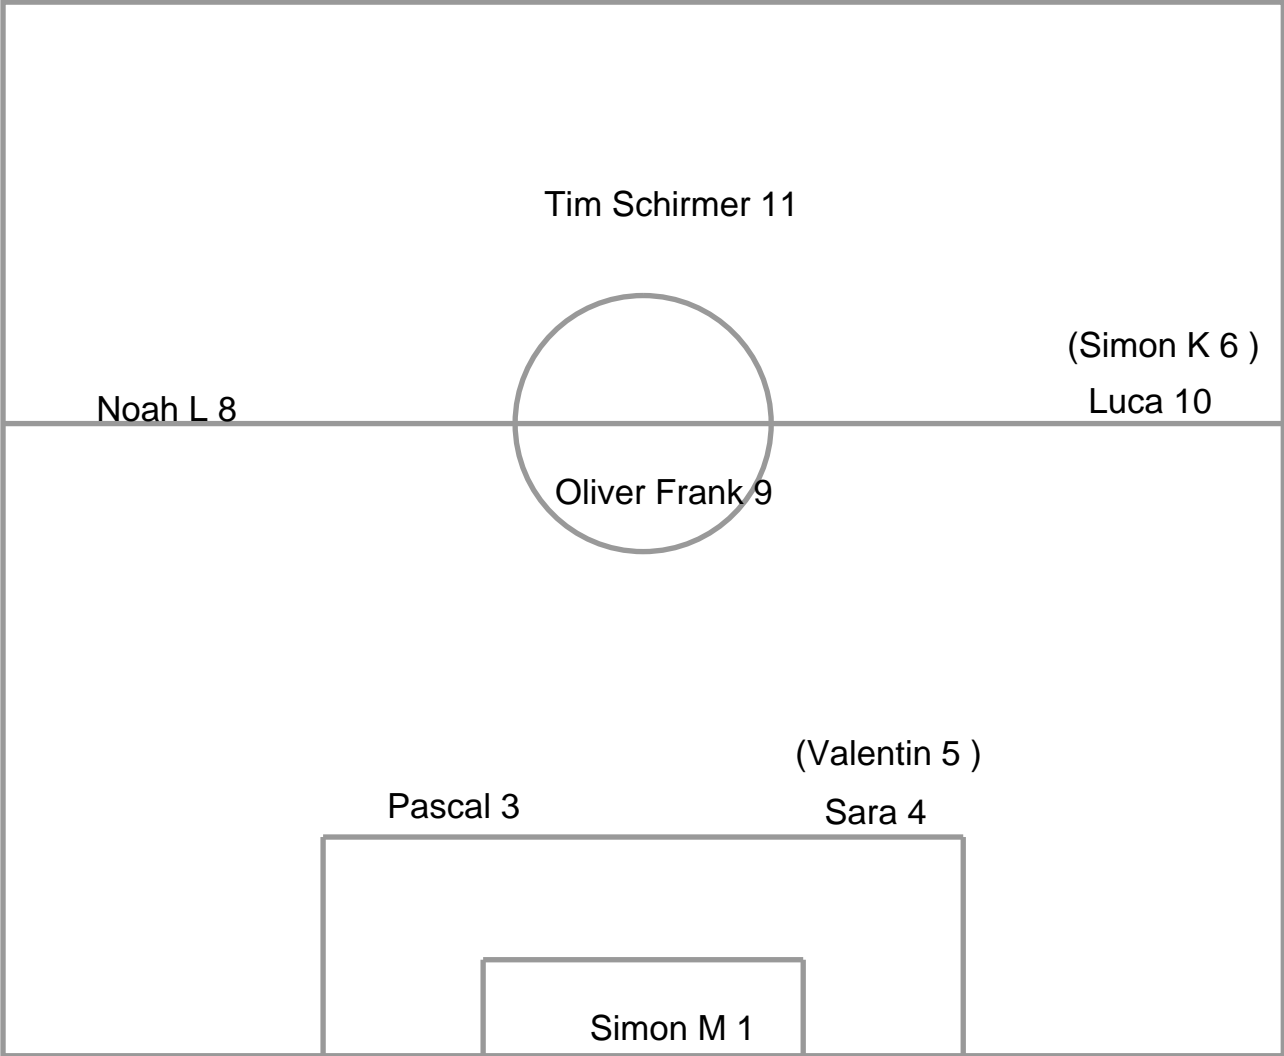 Tim Schirmer 11
(Simon K 6 )
Noah L 8
Luca 10
Oliver Frank 9
(Valentin 5 )
Pascal 3
Sara 4
Simon M 1